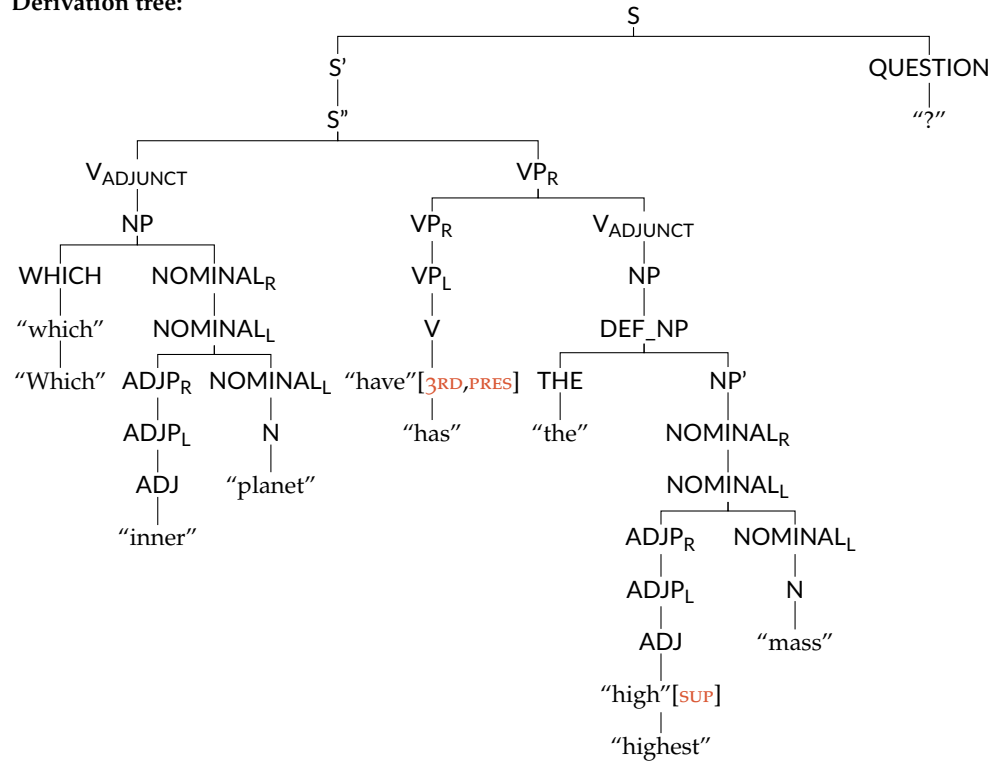 Derivation tree:
S
S’ QUESTION
S” “?”
VADJUNCT VPR
NP VPR VADJUNCT
WHICH NOMINALR VPL NP
“which” NOMINALL V DEF_NP
“Which” ADJPR NOMINALL “have”[3RD,PRES] THE NP’
ADJPL N “has” “the” NOMINALR
ADJ “planet” NOMINALL
“inner” ADJPR NOMINALL
ADJPL N
ADJ “mass”
“high”[SUP]
“highest”